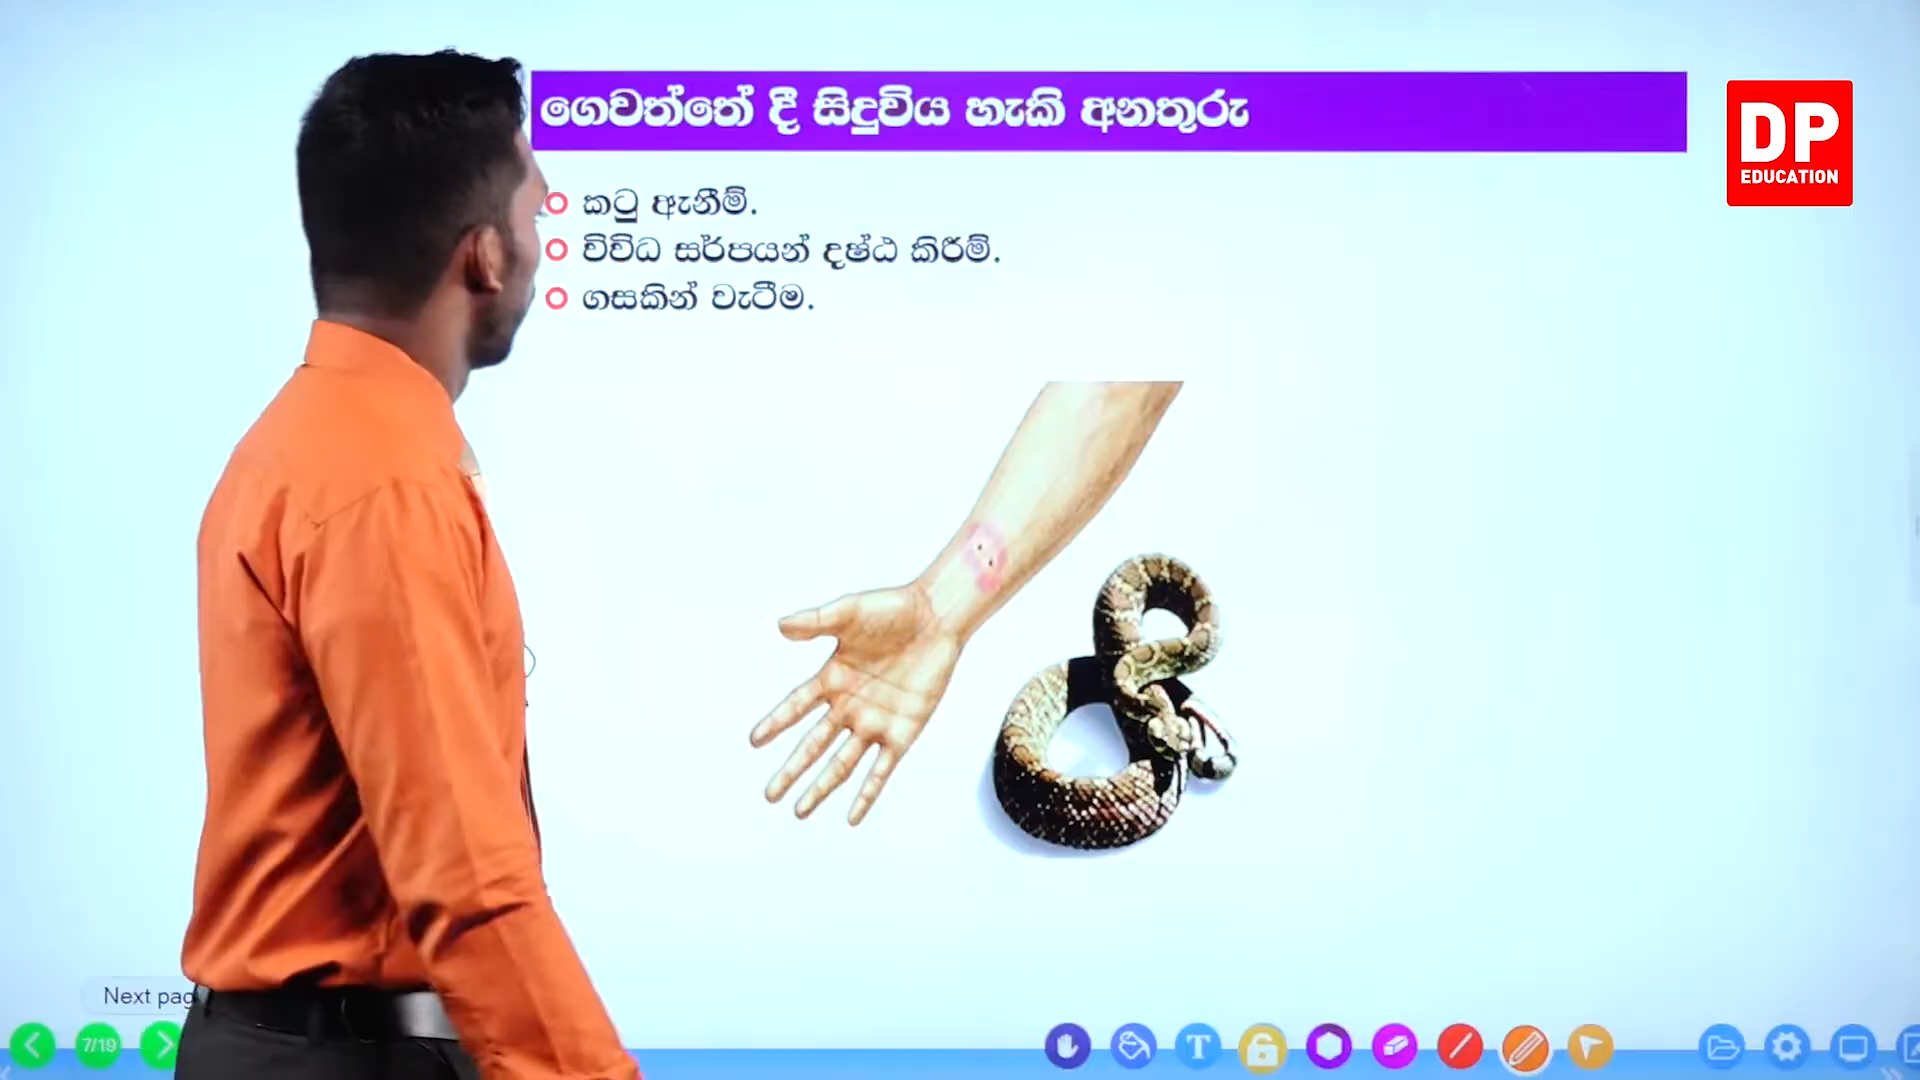 ගෙවත්තේ දී සිදුවිය හැකි අනතුරු
DP
EDUCATION
කටු ඇනීම්.
විවිධ සර්පයන් දෂ්ඨ කිරීම්.
ගසකින් වැටීම.
Next pag
7/19
T